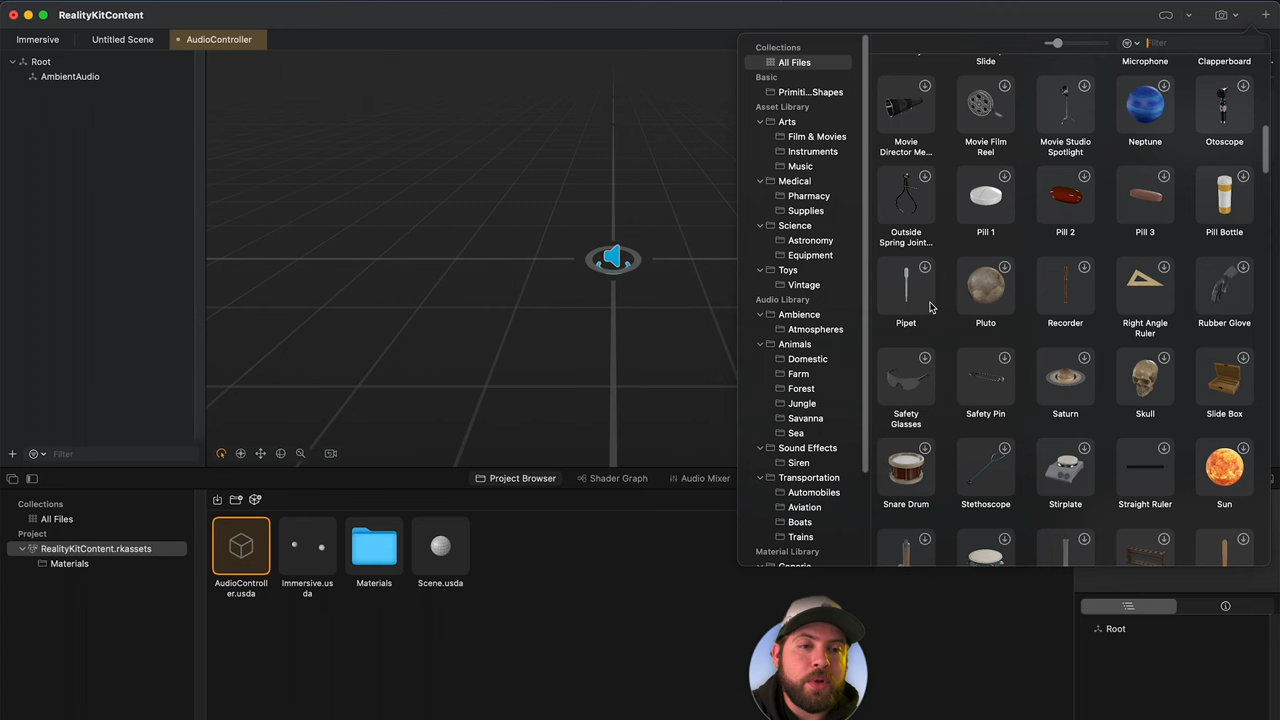 RealityKitContent
Immersive
Untitled Scene
AudioController
Root
AmbientAudio
Filter
Project Browser
Shader Graph
Audio Mixer
Collections
All Files
Project
RealityKitContent.rkassets
Materials
AudioControll
er.usda
Immersive.us
da
Materials
Scene.usda
Collections
All Files
Basic
Primiti...Shapes
Asset Library
Arts
Film & Movies
Instruments
Music
Medical
Pharmacy
Supplies
Science
Astronomy
Equipment
Toys
Vintage
Audio Library
Ambience
Atmospheres
Animals
Domestic
Farm
Forest
Jungle
Savanna
Sea
Sound Effects
Siren
Transportation
Automobiles
Aviation
Boats
Trains
Material Library
Filter
Slide
Microphone
Clapperboard
Movie
Director Me...
Movie Film
Reel
Movie Studio
Spotlight
Neptune
Otoscope
Outside
Spring Joint...
Pill 1
Pill 2
Pill 3
Pill Bottle
Pipet
Pluto
Recorder
Right Angle
Ruler
Rubber Glove
Safety
Glasses
Safety Pin
Saturn
Skull
Slide Box
Snare Drum
Stethoscope
Stirplate
Straight Ruler
Sun
Root